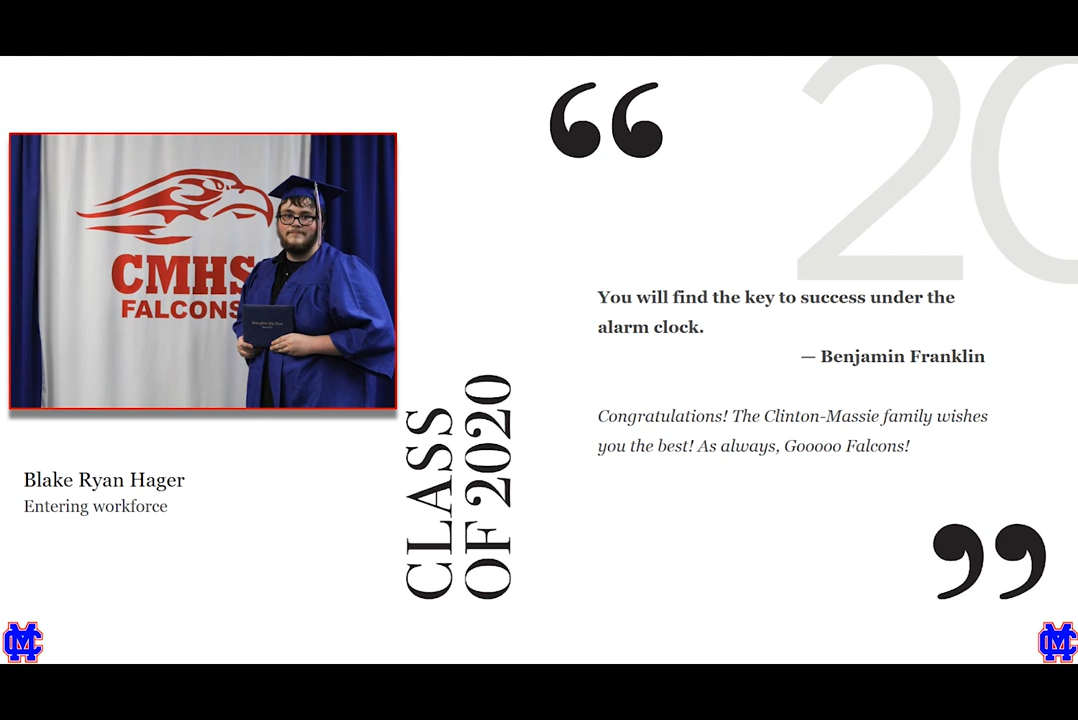 CMHS
FALCONS
Blake Ryan Hager
Entering workforce
CLASS
OF 2020
20
“
You will find the key to success under the
alarm clock.
— Benjamin Franklin
Congratulations! The Clinton-Massie family wishes
you the best! As always, Gooooo Falcons!
”